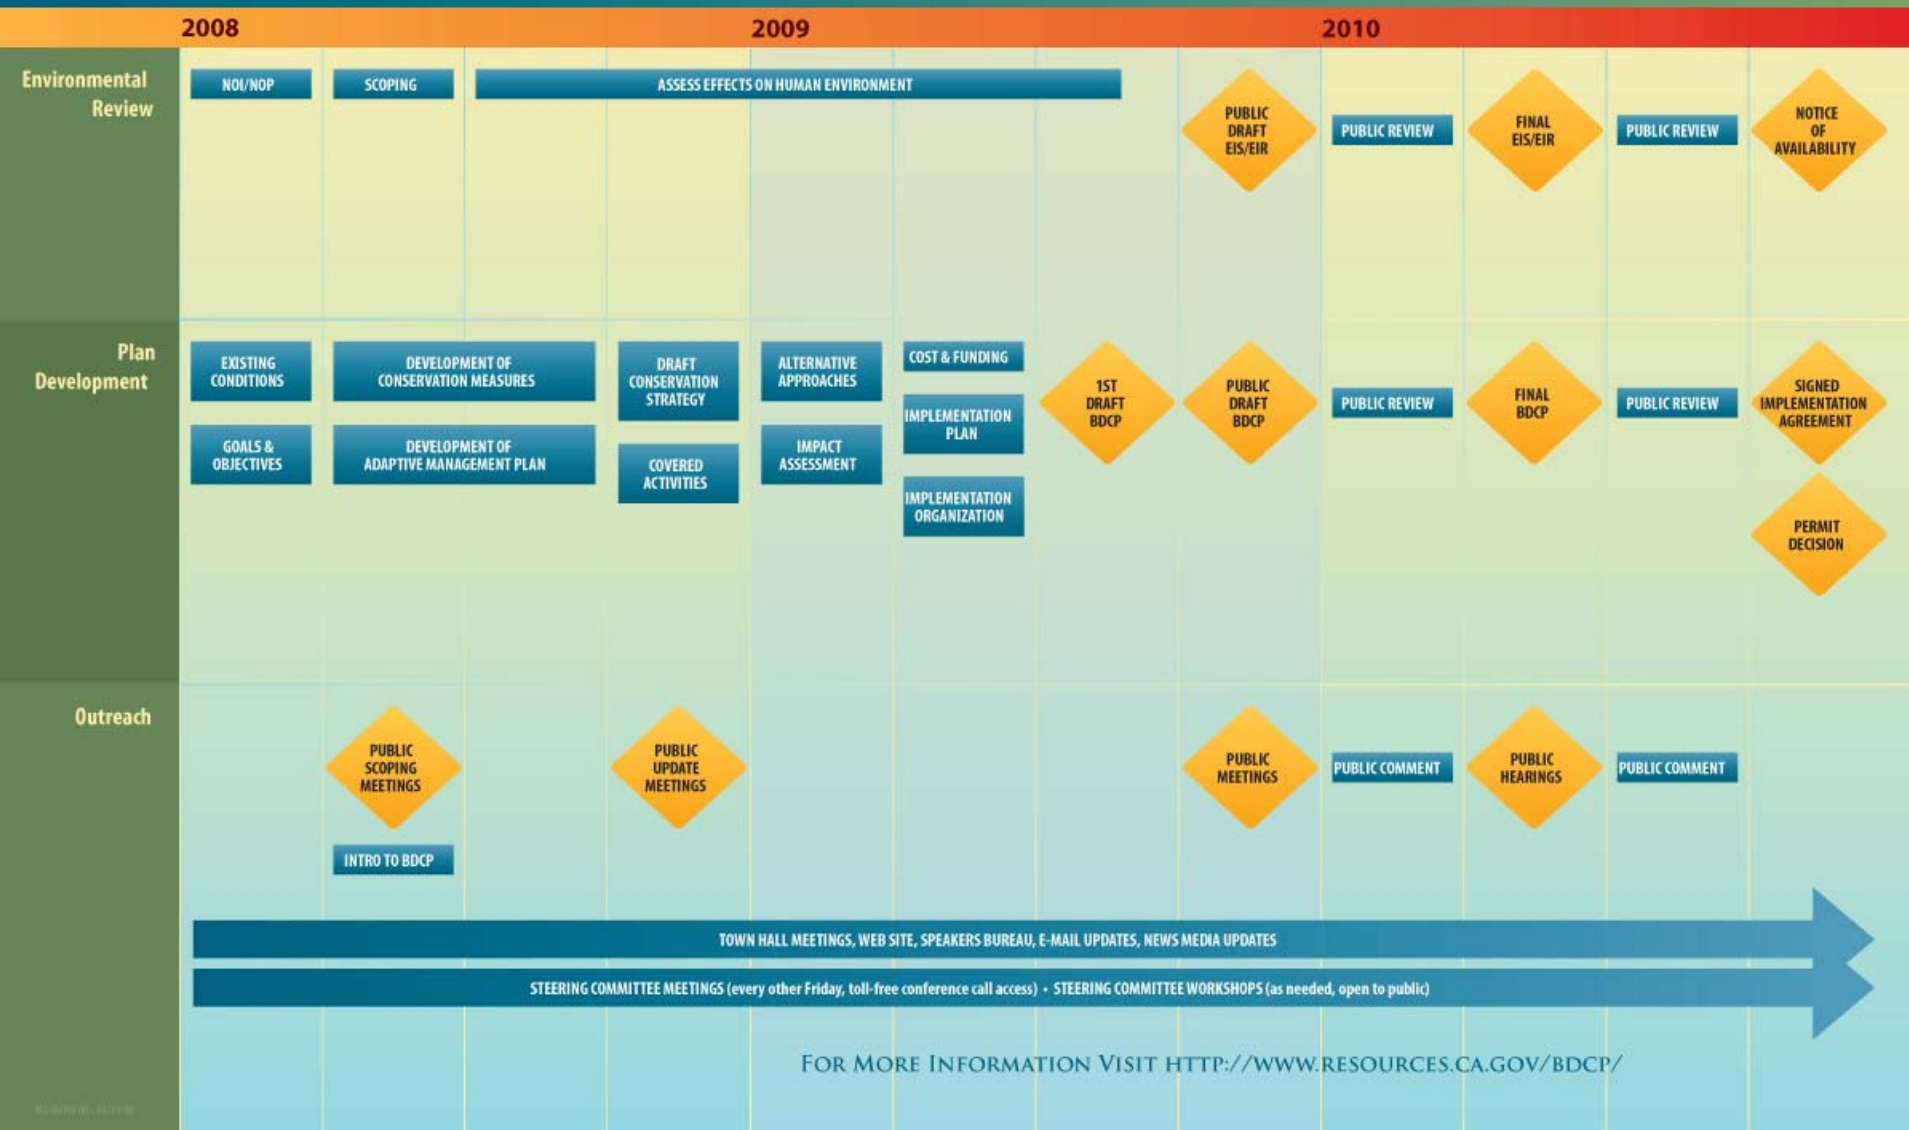 2008
2009
2010
Environmental
Review
NOI/NOP
SCOPING
ASSESS EFFECTS ON HUMAN ENVIRONMENT
PUBLIC
DRAFT
EIS/EIR
PUBLIC REVIEW
FINAL
EIS/EIR
PUBLIC REVIEW
NOTICE
OF
AVAILABILITY
Plan
Development
EXISTING
CONDITIONS
GOALS &
OBJECTIVES
DEVELOPMENT OF
CONSERVATION MEASURES
DEVELOPMENT OF
ADAPTIVE MANAGEMENT PLAN
DRAFT
CONSERVATION
STRATEGY
COVERED
ACTIVITIES
ALTERNATIVE
APPROACHES
IMPACT
ASSESSMENT
COST & FUNDING
IMPLEMENTATION
PLAN
IMPLEMENTATION
ORGANIZATION
1ST
DRAFT
BDCP
PUBLIC
DRAFT
BDCP
PUBLIC REVIEW
FINAL
BDCP
PUBLIC REVIEW
SIGNED
IMPLEMENTATION
AGREEMENT
PERMIT
DECISION
Outreach
PUBLIC
SCOPING
MEETINGS
INTRO TO BDCP
PUBLIC
UPDATE
MEETINGS
PUBLIC
MEETINGS
PUBLIC COMMENT
PUBLIC
HEARINGS
PUBLIC COMMENT
TOWN HALL MEETINGS, WEB SITE, SPEAKERS BUREAU, E-MAIL UPDATES, NEWS MEDIA UPDATES
STEERING COMMITTEE MEETINGS (every other Friday, toll-free conference call access) • STEERING COMMITTEE WORKSHOPS (as needed, open to public)
FOR MORE INFORMATION VISIT HTTP://WWW.RESOURCES.CA.GOV/BDCP/